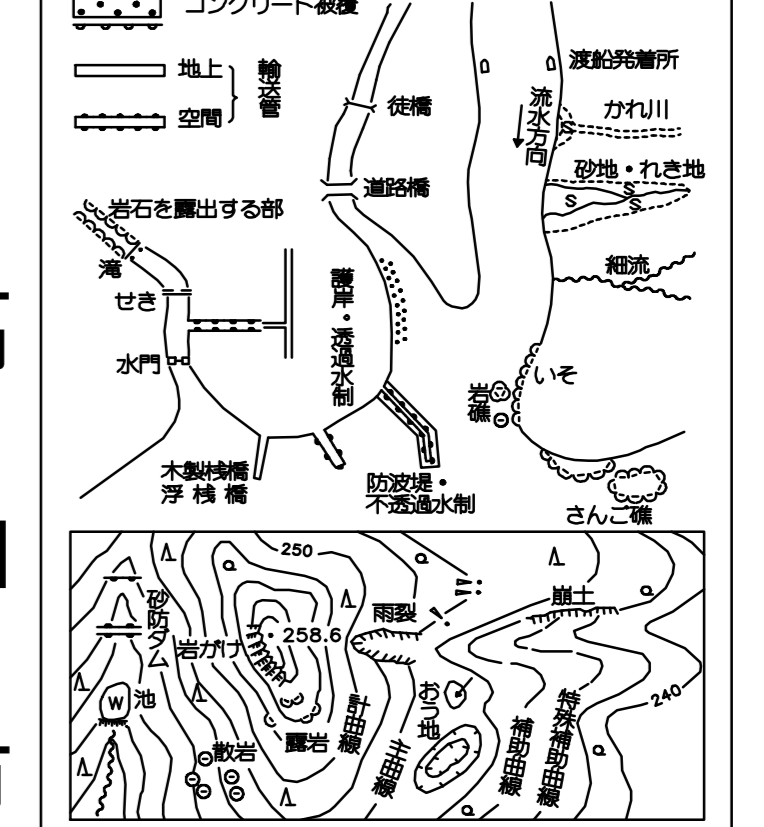 コンクリート被覆
地上
空間
輸送管
徒橋
道路橋
渡船発着所
流水方向
かれ川
砂地・れき地
S
S
S
S
細流
岩石を露出する部
滝
せき
水門
護岸・透過水制
いそ
岩礁
木製桟橋
浮桟橋
防波堤・
不透過水制
さんご礁
250
砂防ダム
岩がけ
258.6
雨裂
崩土
W
池
おう地
計曲線
主曲線
補助曲線
特殊補助曲線
240
散岩
露岩